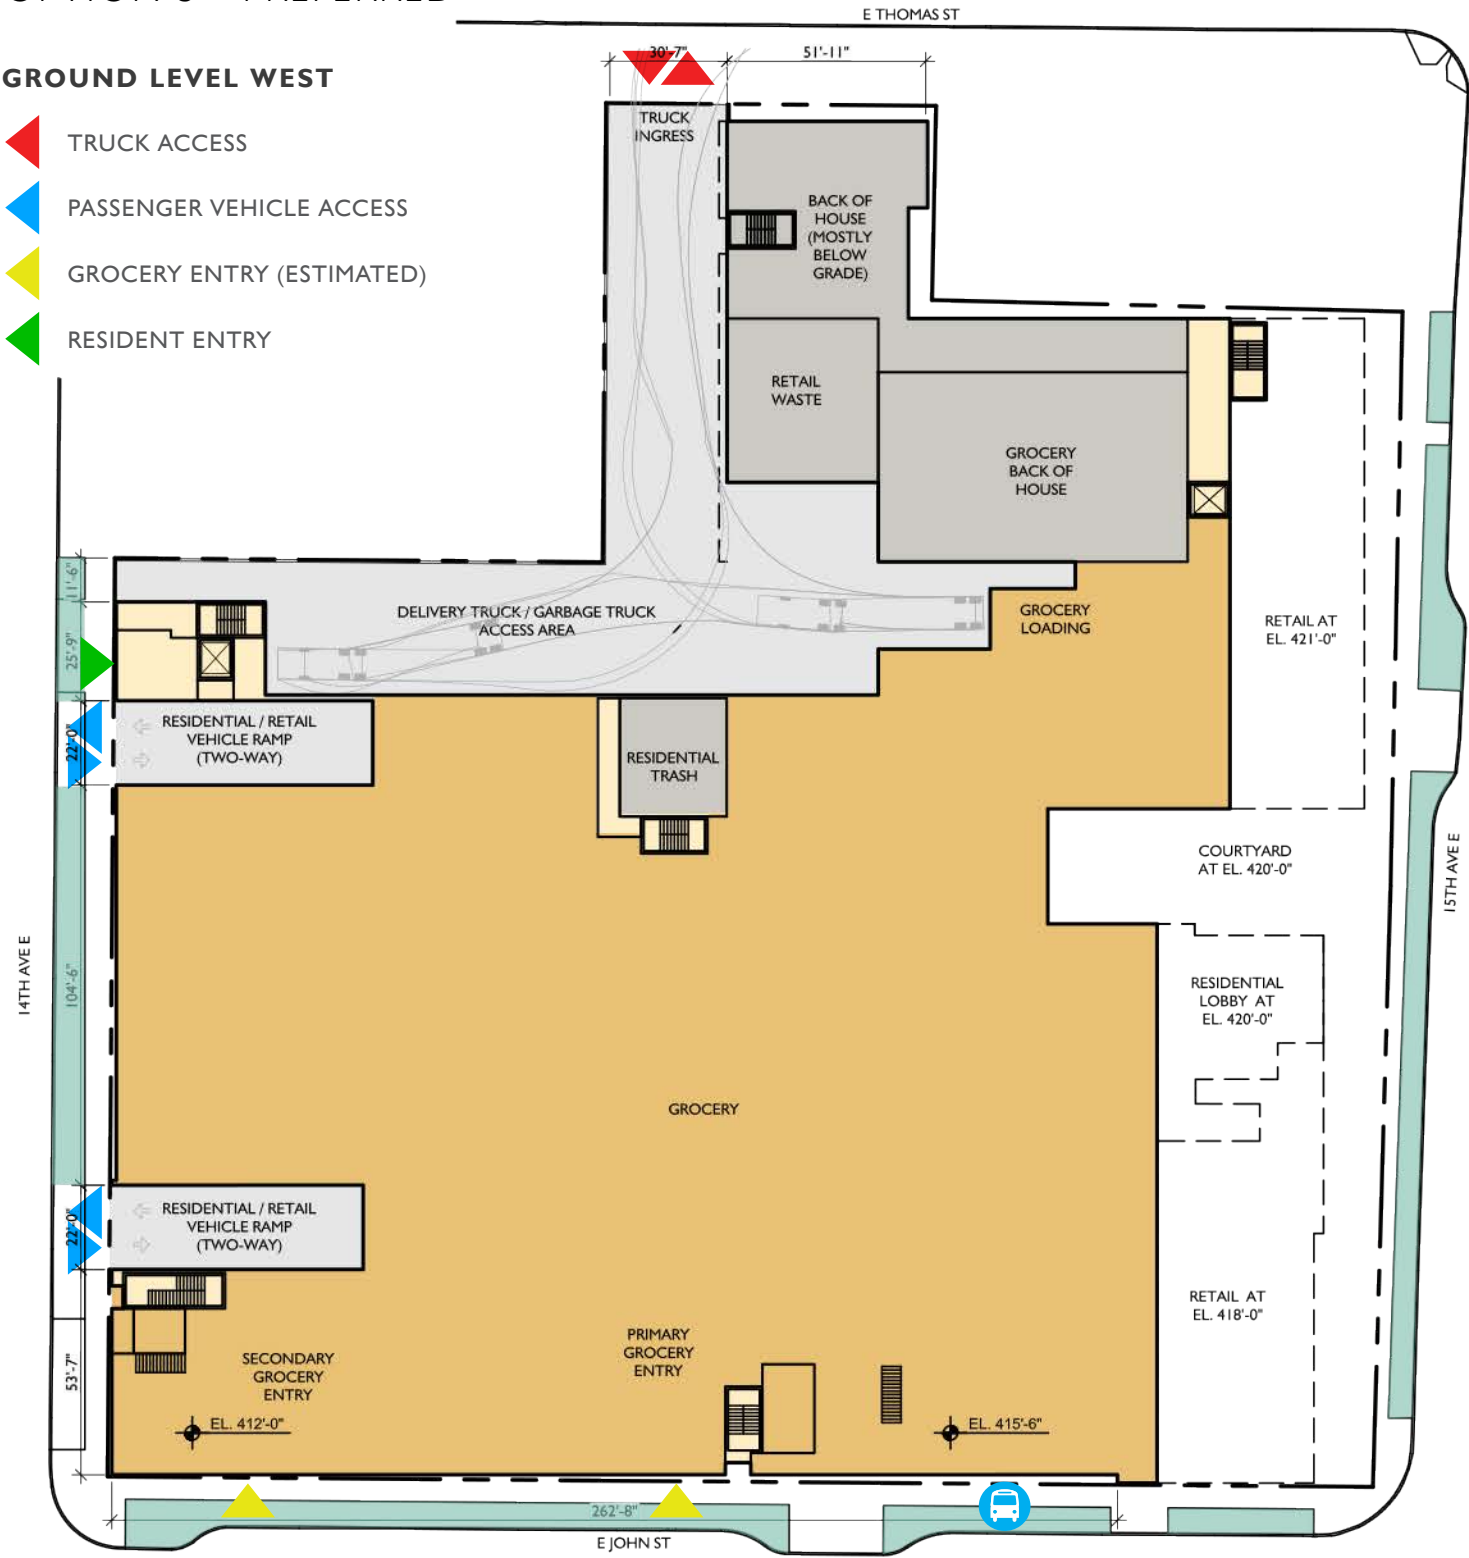 E THOMAS ST
GROUND LEVEL WEST
TRUCK ACCESS
PASSENGER VEHICLE ACCESS
GROCERY ENTRY (ESTIMATED)
RESIDENT ENTRY
30'-7"
51'-11"
TRUCK
INGRESS
BACK OF
HOUSE
(MOSTLY
BELOW
GRADE)
RETAIL
WASTE
GROCERY
BACK OF
HOUSE
11'-6"
25'-9"
DELIVERY TRUCK / GARBAGE TRUCK
ACCESS AREA
GROCERY
LOADING
RETAIL AT
EL. 421'-0"
22'-0"
RESIDENTIAL / RETAIL
VEHICLE RAMP
(TWO-WAY)
RESIDENTIAL
TRASH
COURTYARD
AT EL. 420'-0"
15TH AVE E
14TH AVE E
104'-6"
RESIDENTIAL
LOBBY AT
EL. 420'-0"
GROCERY
22'-0"
RESIDENTIAL / RETAIL
VEHICLE RAMP
(TWO-WAY)
RETAIL AT
EL. 418'-0"
53'-7"
SECONDARY
GROCERY
ENTRY
PRIMARY
GROCERY
ENTRY
EL. 412'-0"
EL. 415'-6"
262'-8"
E JOHN ST